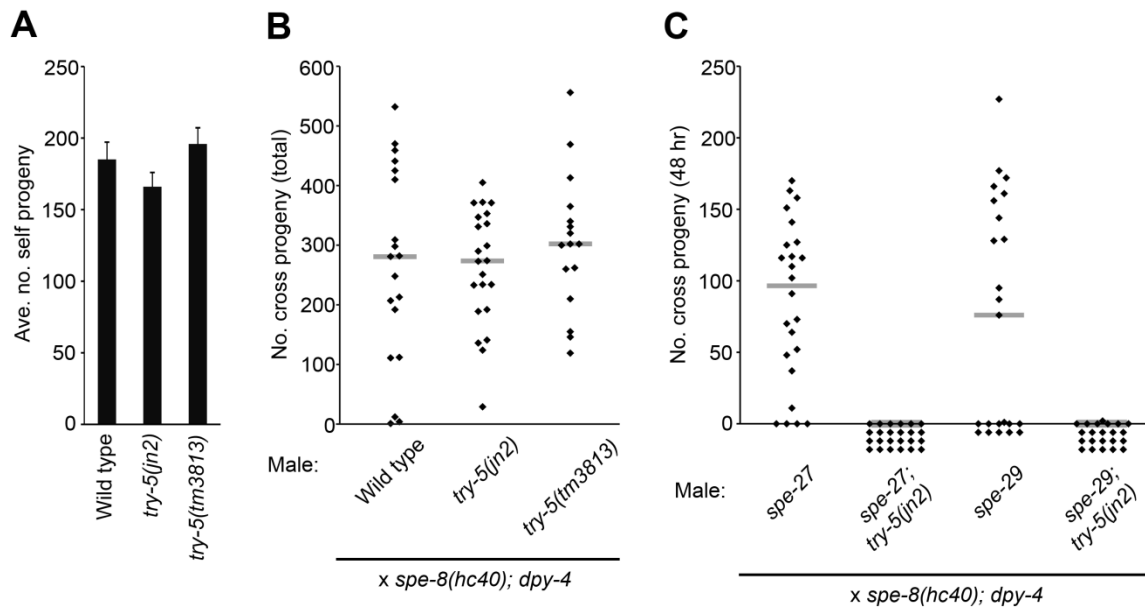 A
Ave. no. self progeny
250
200
150
100
50
0
Wild type
try-5(jn2)
try-5(tm3813)
B
No. cross progeny (total)
600
500
400
300
200
100
0
Male:
Wild type
try-5(jn2)
try-5(tm3813)
x spe-8(hc40); dpy-4
C
No. cross progeny (48 hr)
250
200
150
100
50
0
Male:
spe-27
spe-27;
try-5(jn2)
spe-29
spe-29;
try-5(jn2)
x spe-8(hc40); dpy-4